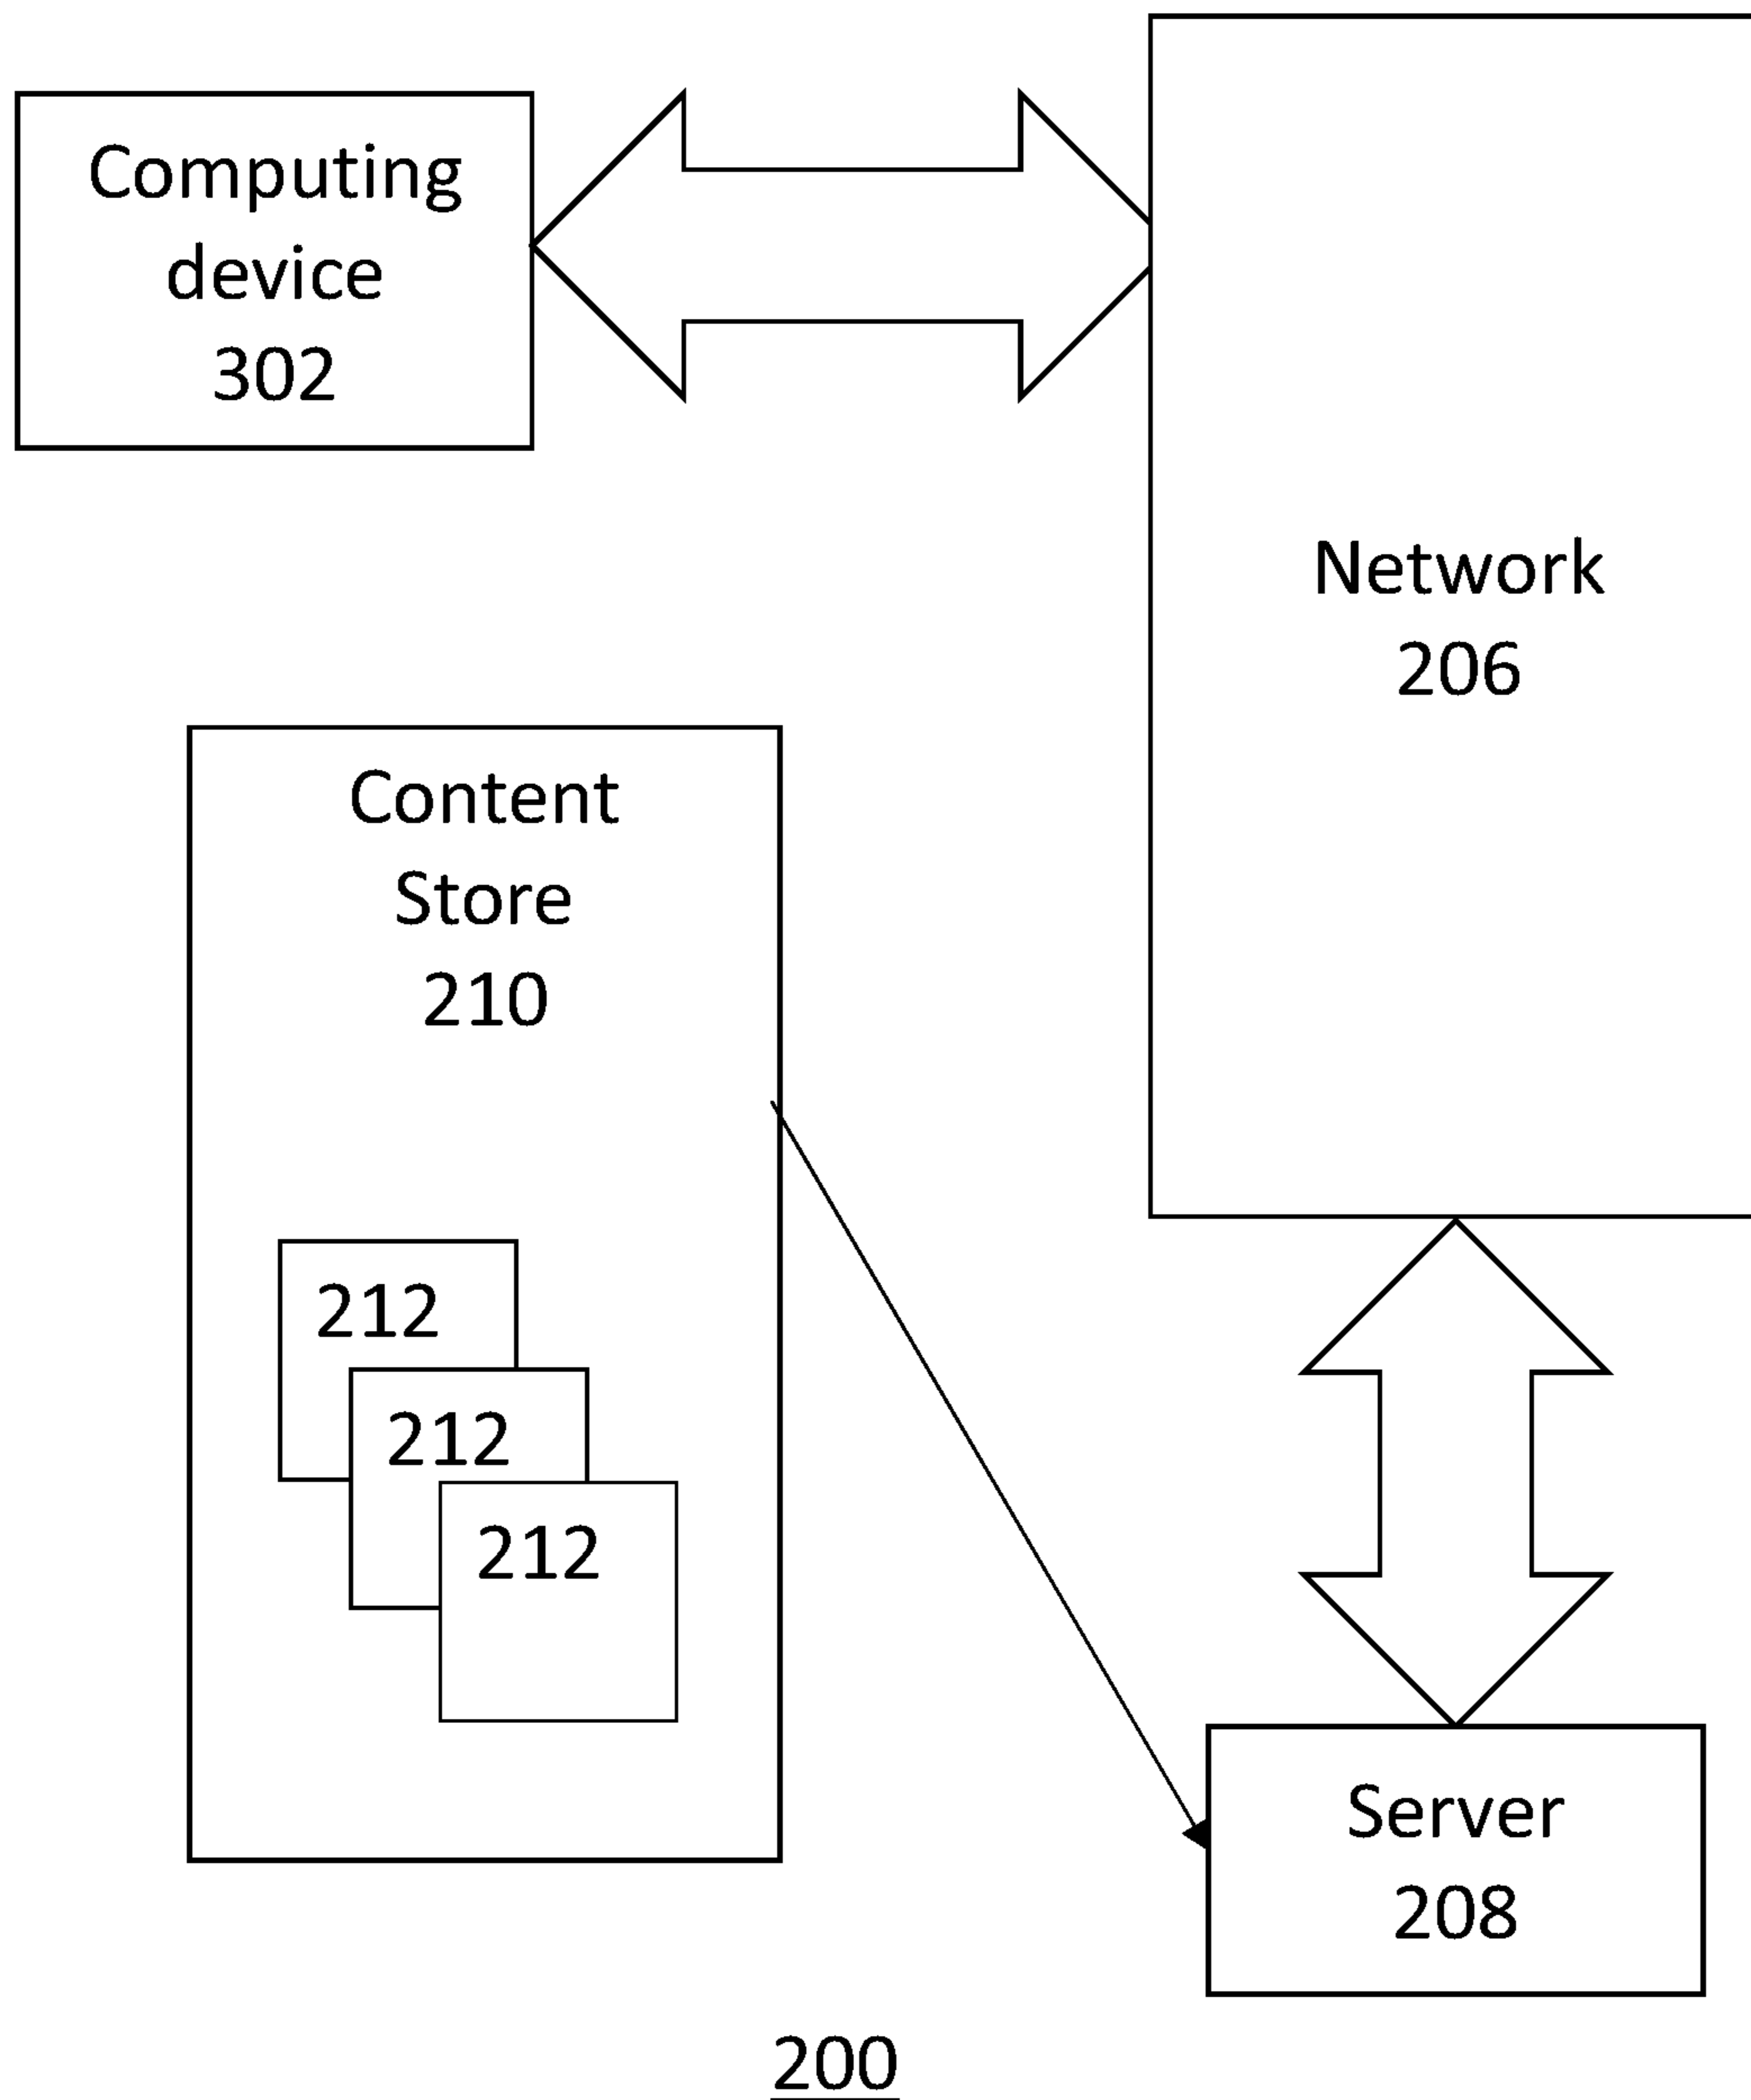 Computing
device
302
Network
206
Content
Store
210
212
212
212
Server
208
200